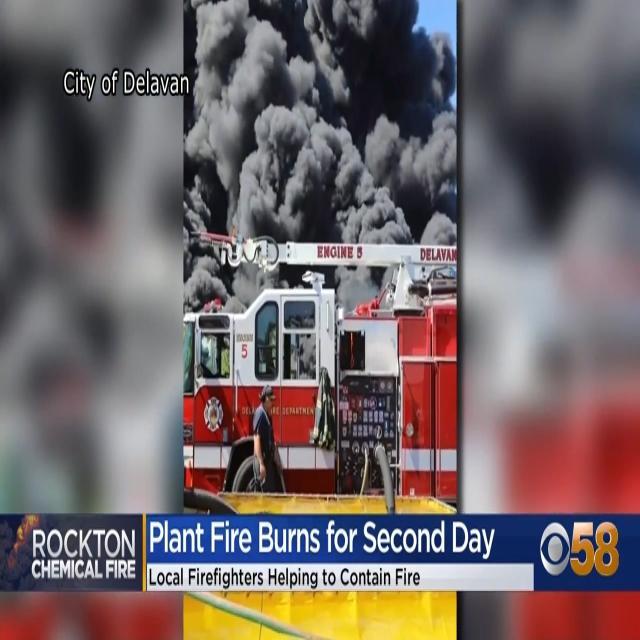 City of Delavan
ENGINE 5
DELAVAN
5
DELAVAN FIRE DEPARTMENT
ROCKTON
CHEMICAL FIRE
Plant Fire Burns for Second Day
Local Firefighters Helping to Contain Fire
58